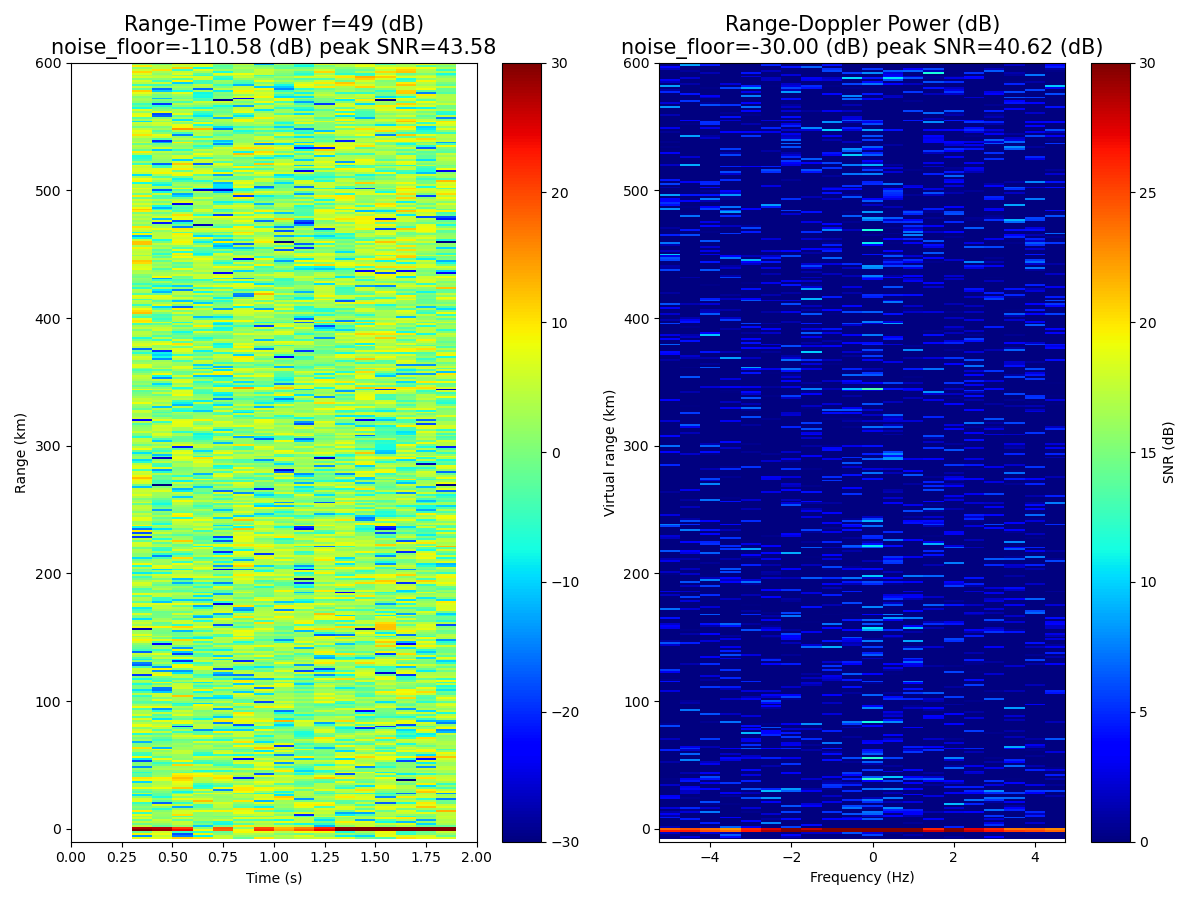 Range-Time Power f=49 (dB)
noise_floor=-110.58 (dB) peak SNR=43.58
Range (km)
600
500
400
300
200
100
0
0.00 0.25 0.50 0.75 1.00 1.25 1.50 1.75 2.00
Time (s)
30
20
10
0
−10
−20
−30
Range-Doppler Power (dB)
noise_floor=-30.00 (dB) peak SNR=40.62 (dB)
Virtual range (km)
600
500
400
300
200
100
0
−4 −2 0 2 4
Frequency (Hz)
30
25
20
15
10
5
0
SNR (dB)